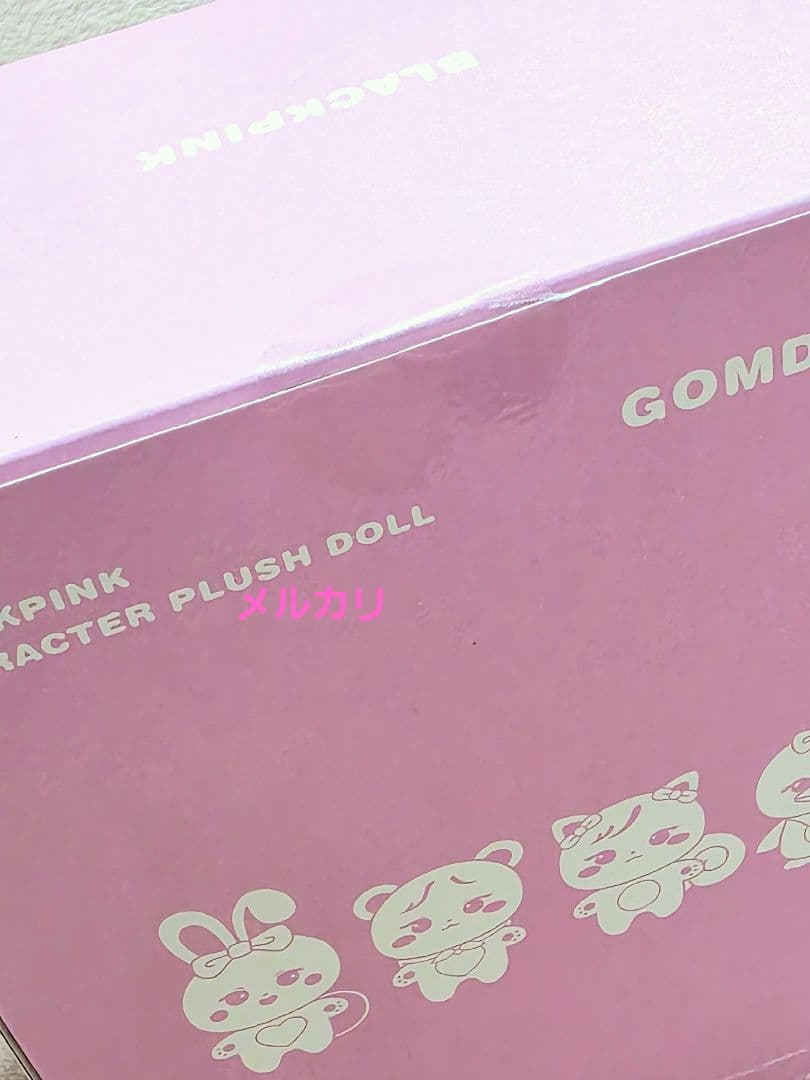 BLACKPINK
GOMD
KPINK
RACTER PLUSH DOLL
メルカリ